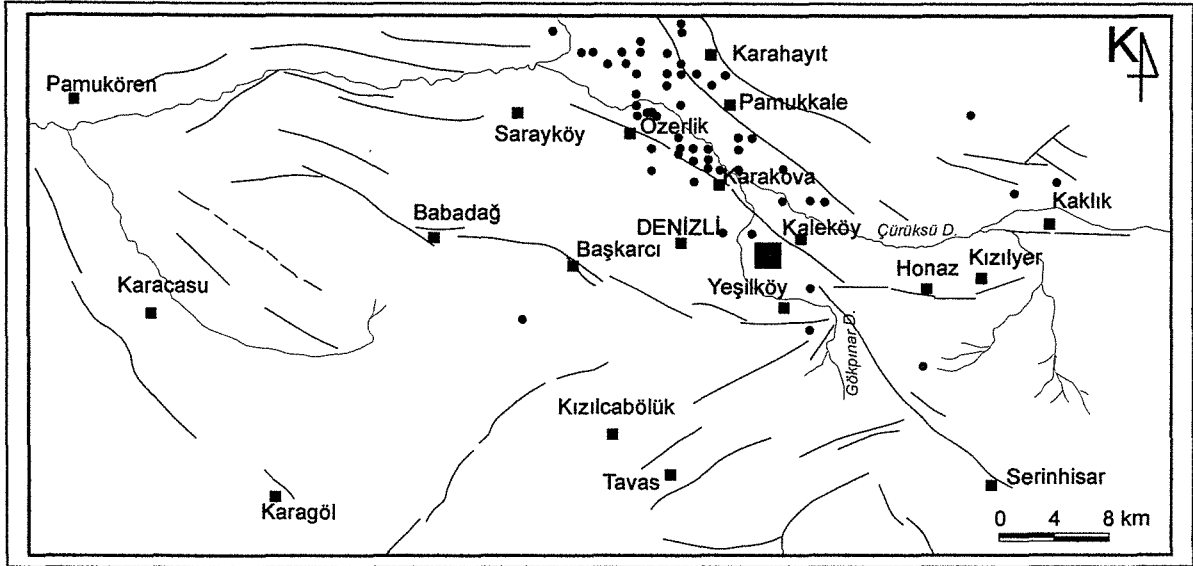 K
Karahayıt
Pamukören
Pamukkale
Sarayköy
Özerlik
Karakova
Kaklık
Babadağ
DENİZLİ
Kaleköy
Çürüksü D.
Başkarcı
Honaz
Kızılyer
Karacasu
Yeşilköy
Gökpınar D.
Kızılcabölük
Tavas
Serinhisar
Karagöl
0 4 8 km